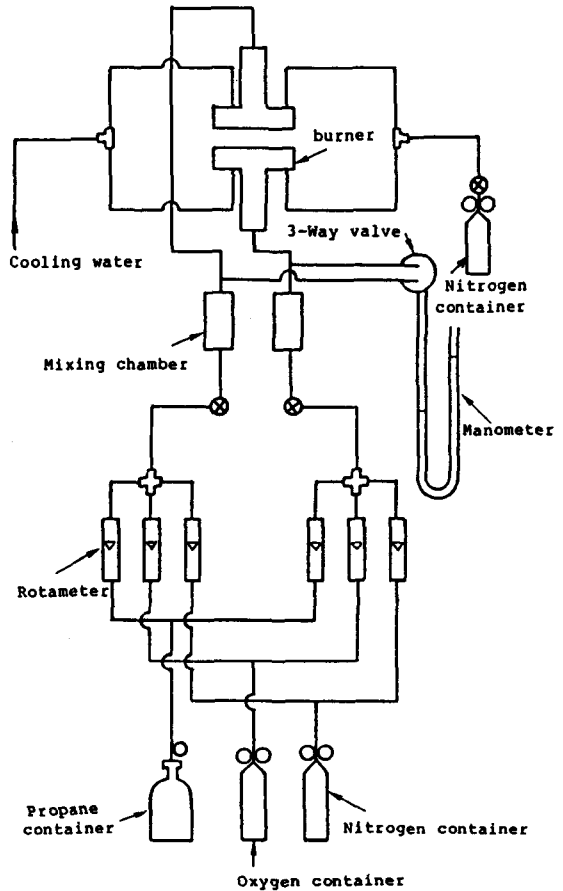 burner
3-Way valve
Cooling water
Nitrogen
container
Mixing chamber
Manometer
Rotameter
Propane
container
Nitrogen container
Oxygen container